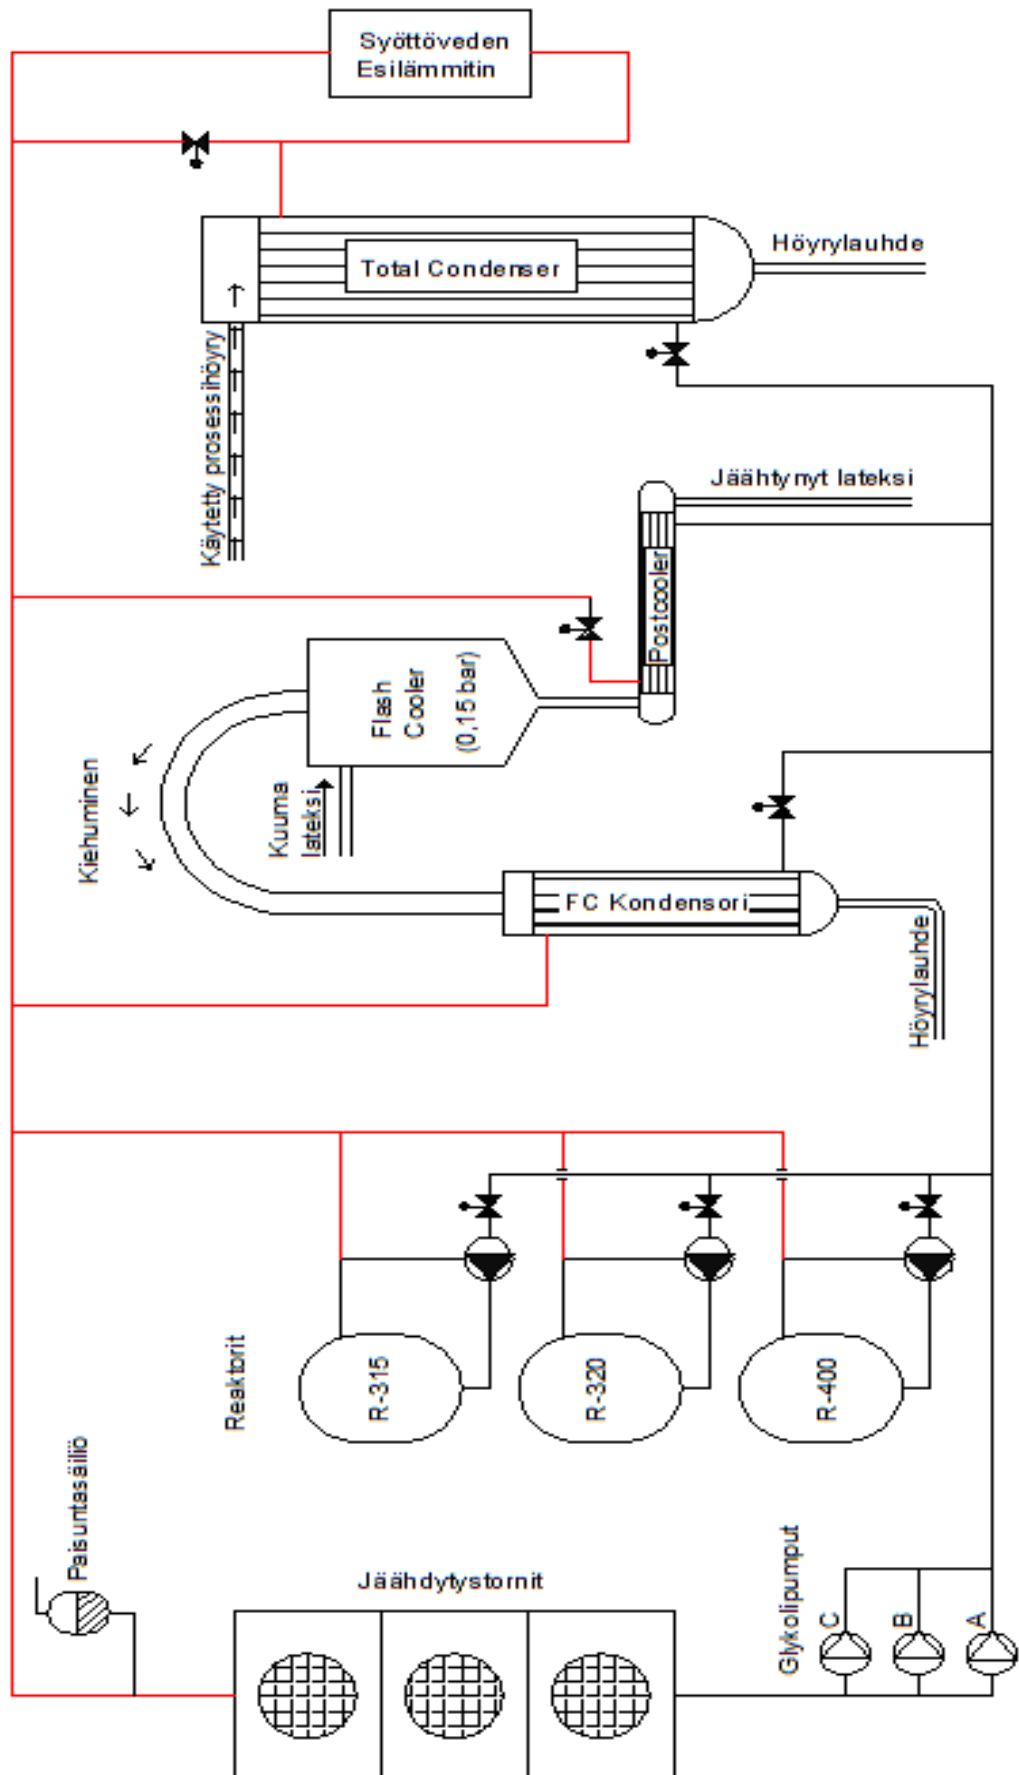 Syöttöveden
Esilämmitin
Höyrylauhde
Total Condenser
Käytetty prosessihöyry
Jäähtynyt lateksi
Postcooler
Flash
Cooler
(0,15 bar)
Kiehuminen
Kuuma
lateksi
FC Kondensori
Höyrylauhde
Reaktorit
R-315
R-320
R-400
Paisuntasäiliö
Jäähdytystornit
Glykolipumput
C
B
A